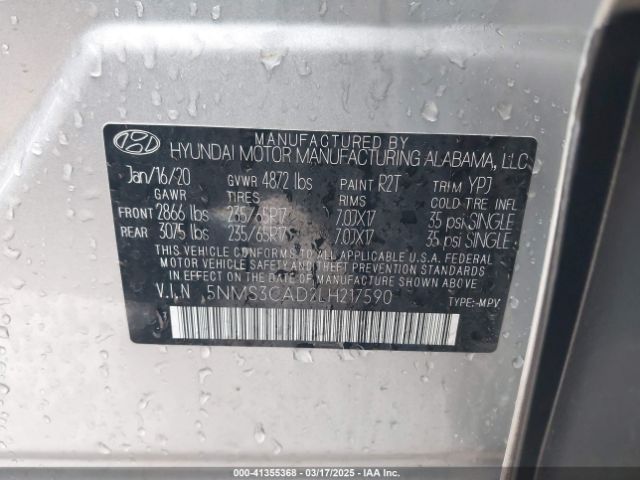 MANUFACTURED BY
HYUNDAI MOTOR MANUFACTURING ALABAMA, LLC
Jan/16/20 GVWR 4872 lbs PAINT R2T TRIM YPJ
GAWR TIRES RIMS COLD TIRE INFL
FRONT 2866 lbs 235/65R17 7.0JX17 35 psi SINGLE
REAR 3075 lbs 235/65R17 7.0JX17 35 psi SINGLE
THIS VEHICLE CONFORMS TO ALL APPLICABLE U.S.A. FEDERAL
MOTOR VEHICLE SAFETY AND THEFT PREVENTION STANDARDS
IN EFFECT ON THE DATE OF MANUFACTURE SHOWN ABOVE.
V.I.N 5NMS3CAD2LH217590 TYPE:-MPV
000-41355368 | 03/17/2025 | IAA Inc.